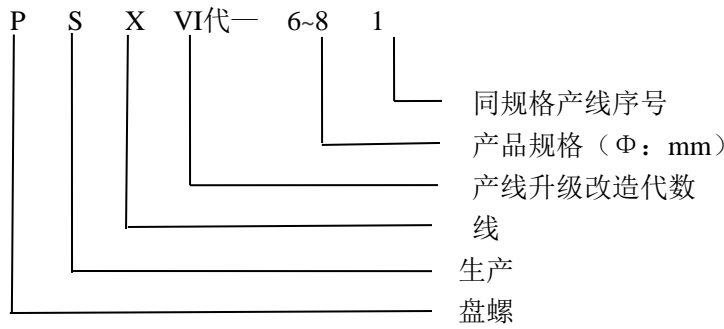 P S X VI代一 6~8 1
同规格产线序号
产品规格（Φ：mm）
产线升级改造代数
线
生产
盘螺